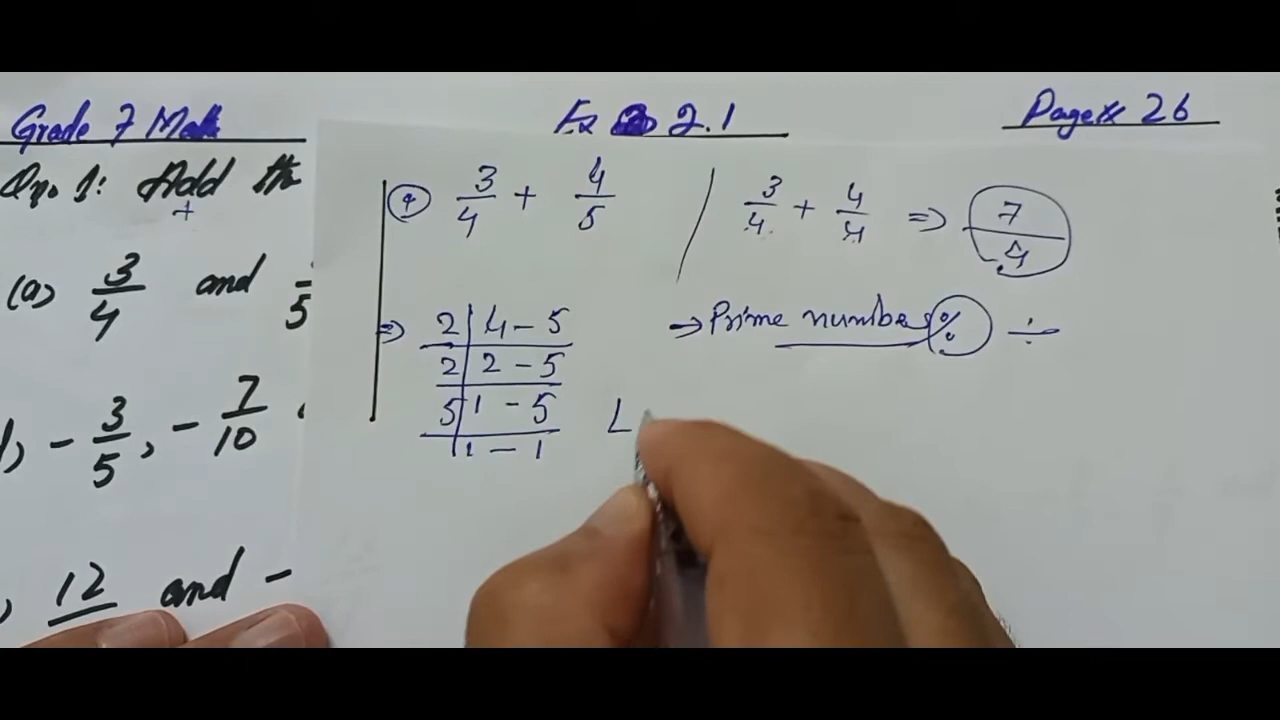 Grade 7 Math
Ex 2.1
Page 26
Qno 1: Add the
+
(a) 3/4 and /5
- 3/5, - 7/10
12 and -
3/4 + 4/5
3/4 + 4/4 ⇒ 7/4
⇒ 2 | 4 - 5
2 | 2 - 5
5 | 1 - 5
1 - 1
→ Prime numbers % ÷
L